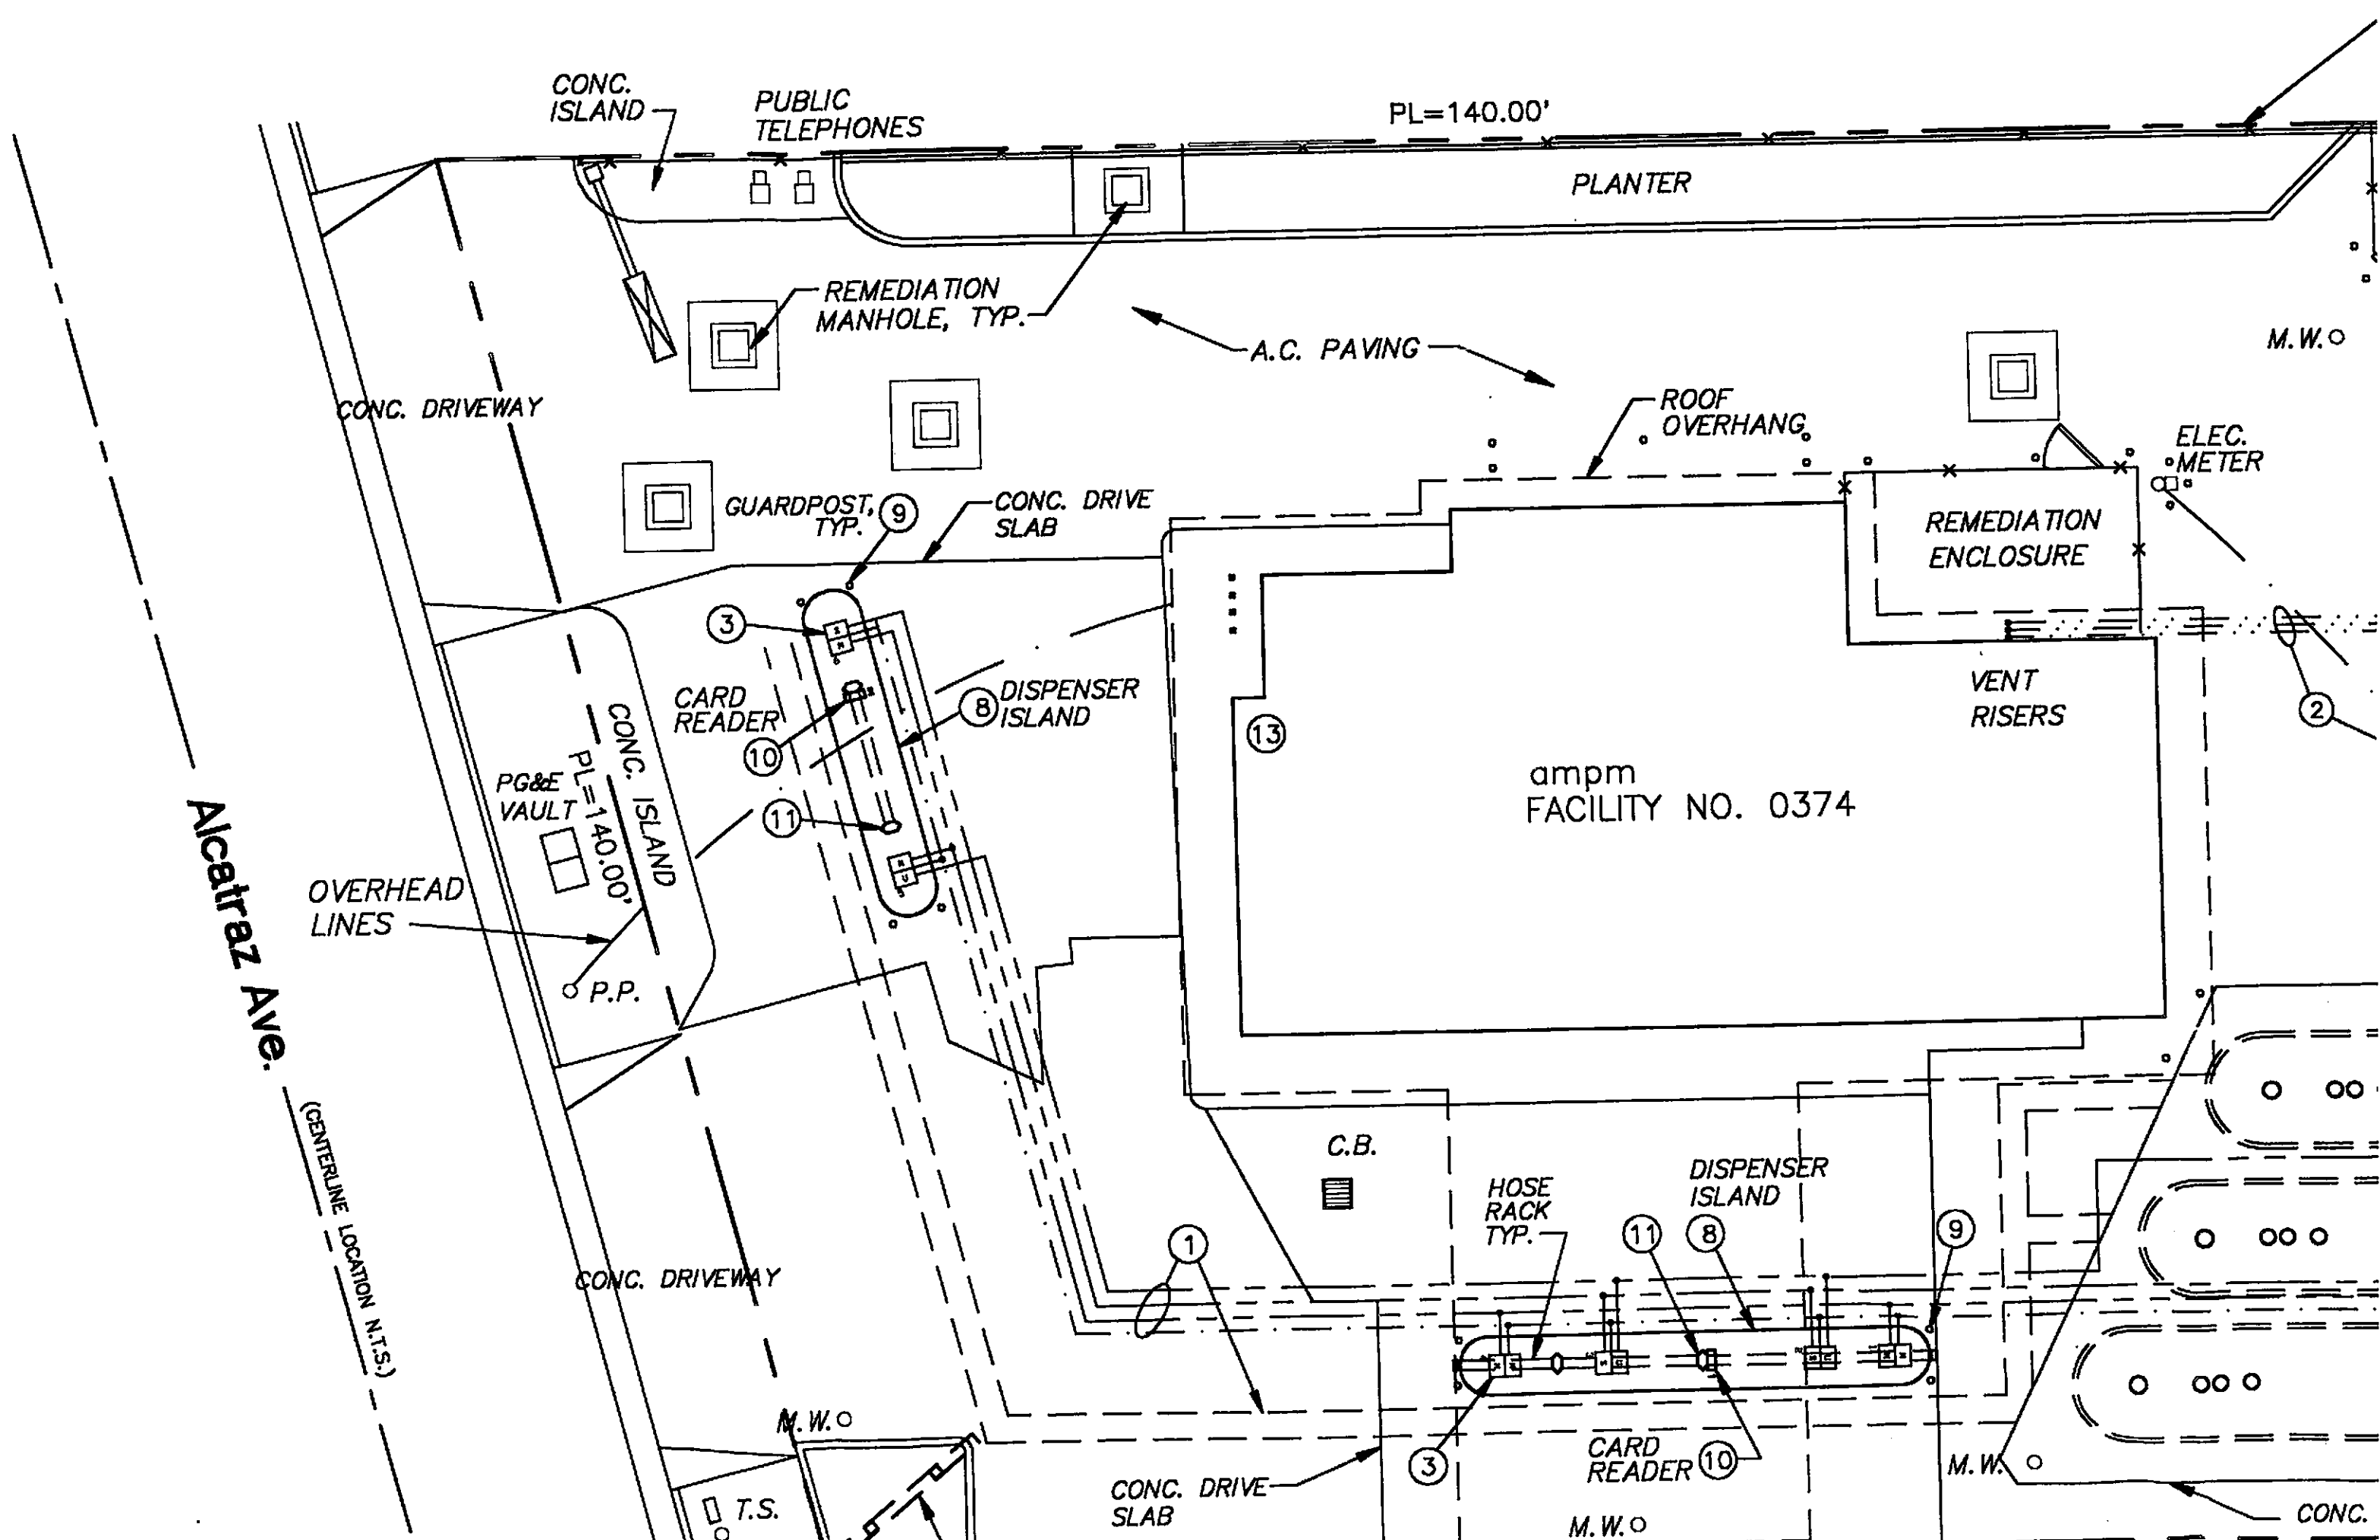 CONC.
ISLAND
PUBLIC
TELEPHONES
PL=140.00'
PLANTER
REMEDIATION
MANHOLE, TYP.
A.C. PAVING
M.W.
CONC. DRIVEWAY
ROOF
OVERHANG
ELEC.
METER
GUARDPOST,
TYP.
9
CONC. DRIVE
SLAB
REMEDIATION
ENCLOSURE
3
CARD
READER
10
8
DISPENSER
ISLAND
VENT
RISERS
2
13
CONC. ISLAND
PL=140.00'
PG&E
VAULT
11
ampm
FACILITY NO. 0374
Alcatraz Ave.
(CENTERLINE LOCATION N.T.S.)
OVERHEAD
LINES
P.P.
C.B.
HOSE
RACK
TYP.
DISPENSER
ISLAND
11
8
9
1
CONC. DRIVEWAY
M.W.
3
CARD
READER
10
M.W.
CONC. DRIVE
SLAB
T.S.
M.W.
CONC.